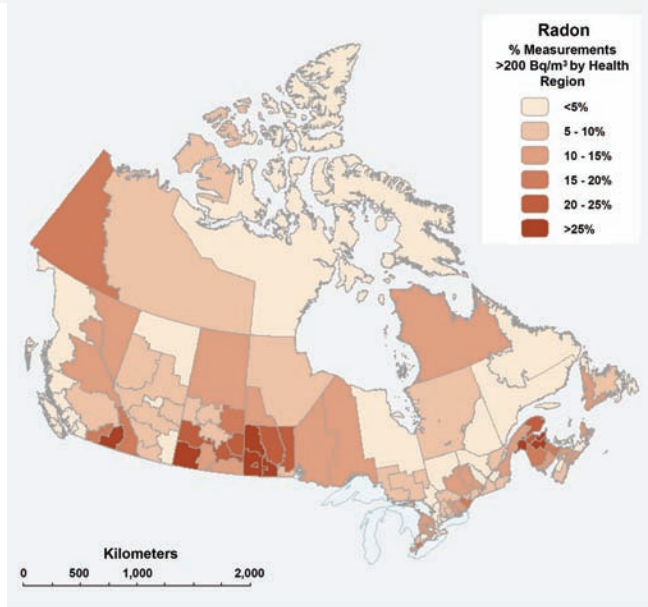 Radon
% Measurements
>200 Bq/m³ by Health
Region
<5%
5 - 10%
10 - 15%
15 - 20%
20 - 25%
>25%
Kilometers
0 500 1,000 2,000